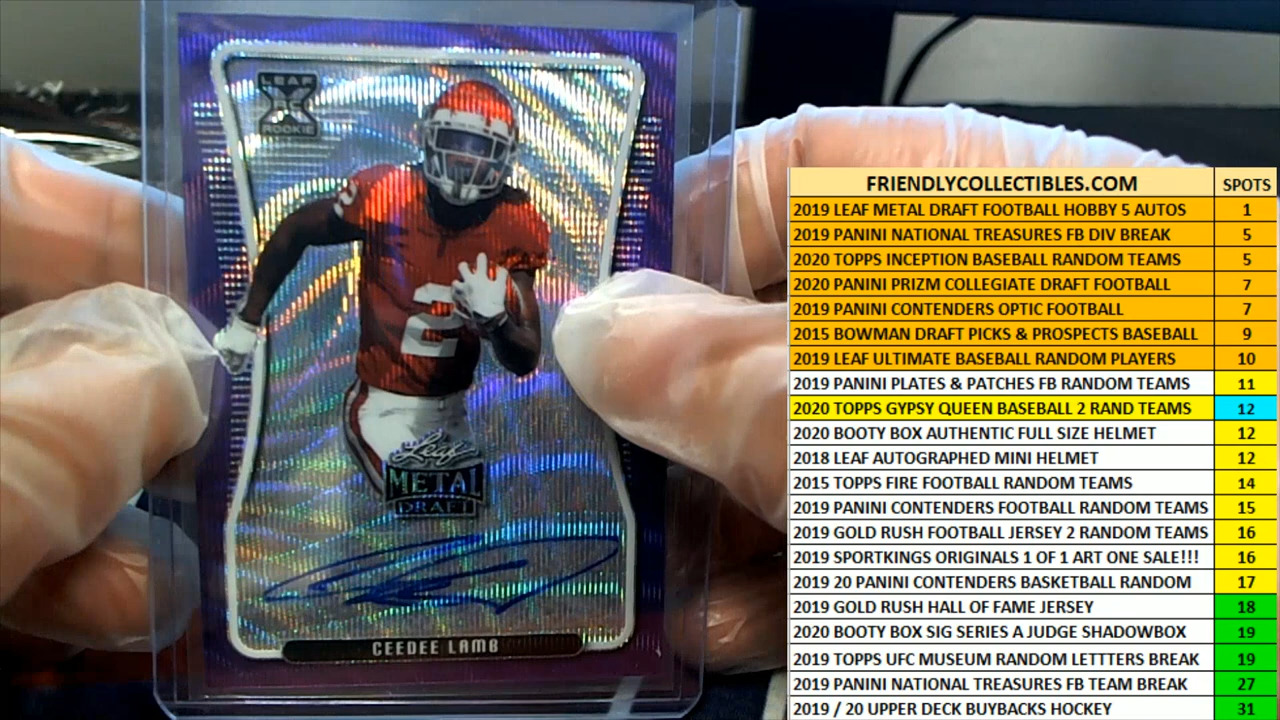 LEAF
ROOKIE
2
2
Leaf
METAL
DRAFT
CEEDEE LAMB
FRIENDLYCOLLECTIBLES.COM SPOTS
2019 LEAF METAL DRAFT FOOTBALL HOBBY 5 AUTOS 1
2019 PANINI NATIONAL TREASURES FB DIV BREAK 5
2020 TOPPS INCEPTION BASEBALL RANDOM TEAMS 5
2020 PANINI PRIZM COLLEGIATE DRAFT FOOTBALL 7
2019 PANINI CONTENDERS OPTIC FOOTBALL 7
2015 BOWMAN DRAFT PICKS & PROSPECTS BASEBALL 9
2019 LEAF ULTIMATE BASEBALL RANDOM PLAYERS 10
2019 PANINI PLATES & PATCHES FB RANDOM TEAMS 11
2020 TOPPS GYPSY QUEEN BASEBALL 2 RAND TEAMS 12
2020 BOOTY BOX AUTHENTIC FULL SIZE HELMET 12
2018 LEAF AUTOGRAPHED MINI HELMET 12
2015 TOPPS FIRE FOOTBALL RANDOM TEAMS 14
2019 PANINI CONTENDERS FOOTBALL RANDOM TEAMS 15
2019 GOLD RUSH FOOTBALL JERSEY 2 RANDOM TEAMS 16
2019 SPORTKINGS ORIGINALS 1 OF 1 ART ONE SALE!!! 16
2019 20 PANINI CONTENDERS BASKETBALL RANDOM 17
2019 GOLD RUSH HALL OF FAME JERSEY 18
2020 BOOTY BOX SIG SERIES A JUDGE SHADOWBOX 19
2019 TOPPS UFC MUSEUM RANDOM LETTTERS BREAK 19
2019 PANINI NATIONAL TREASURES FB TEAM BREAK 27
2019 / 20 UPPER DECK BUYBACKS HOCKEY 31